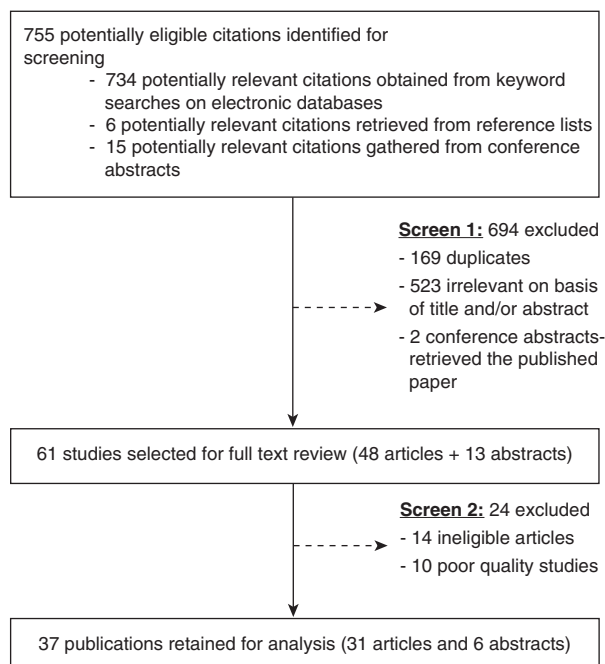 755 potentially eligible citations identified for
screening
- 734 potentially relevant citations obtained from keyword
searches on electronic databases
- 6 potentially relevant citations retrieved from reference lists
- 15 potentially relevant citations gathered from conference
abstracts
Screen 1: 694 excluded
- 169 duplicates
- 523 irrelevant on basis
of title and/or abstract
- 2 conference abstracts-
retrieved the published
paper
61 studies selected for full text review (48 articles + 13 abstracts)
Screen 2: 24 excluded
- 14 ineligible articles
- 10 poor quality studies
37 publications retained for analysis (31 articles and 6 abstracts)